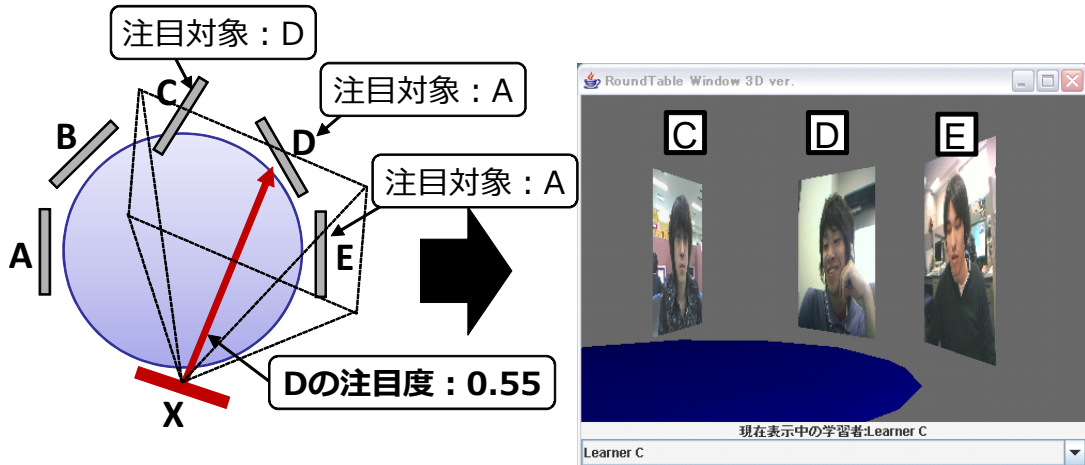 注目対象：D
注目対象：A
注目対象：A
C
B
D
A
E
X
Dの注目度：0.55
RoundTable Window 3D ver.
C
D
E
現在表示中の学習者:Learner C
Learner C